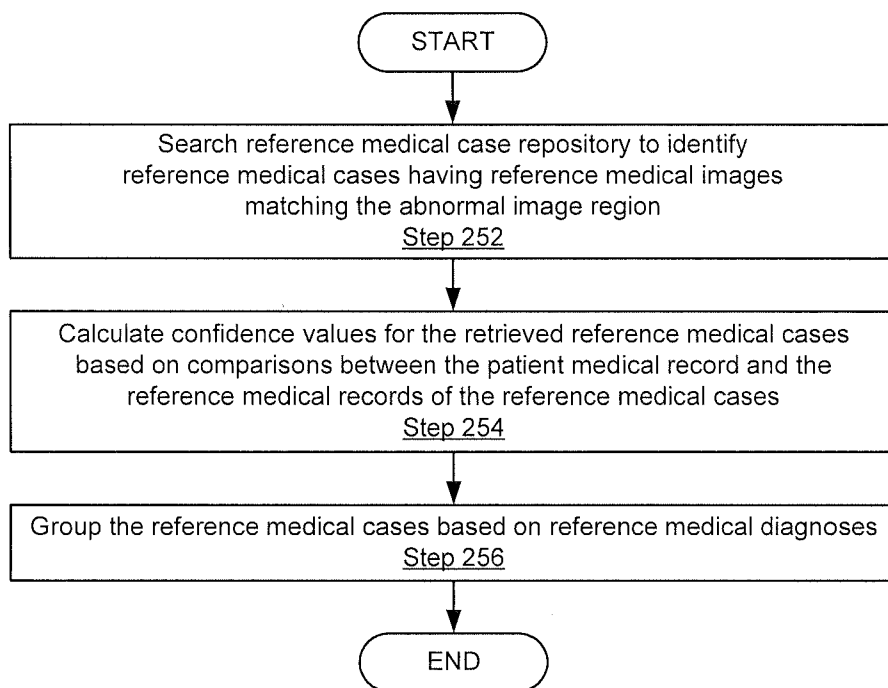 START
Search reference medical case repository to identify
reference medical cases having reference medical images
matching the abnormal image region
Step 252
Calculate confidence values for the retrieved reference medical cases
based on comparisons between the patient medical record and the
reference medical records of the reference medical cases
Step 254
Group the reference medical cases based on reference medical diagnoses
Step 256
END